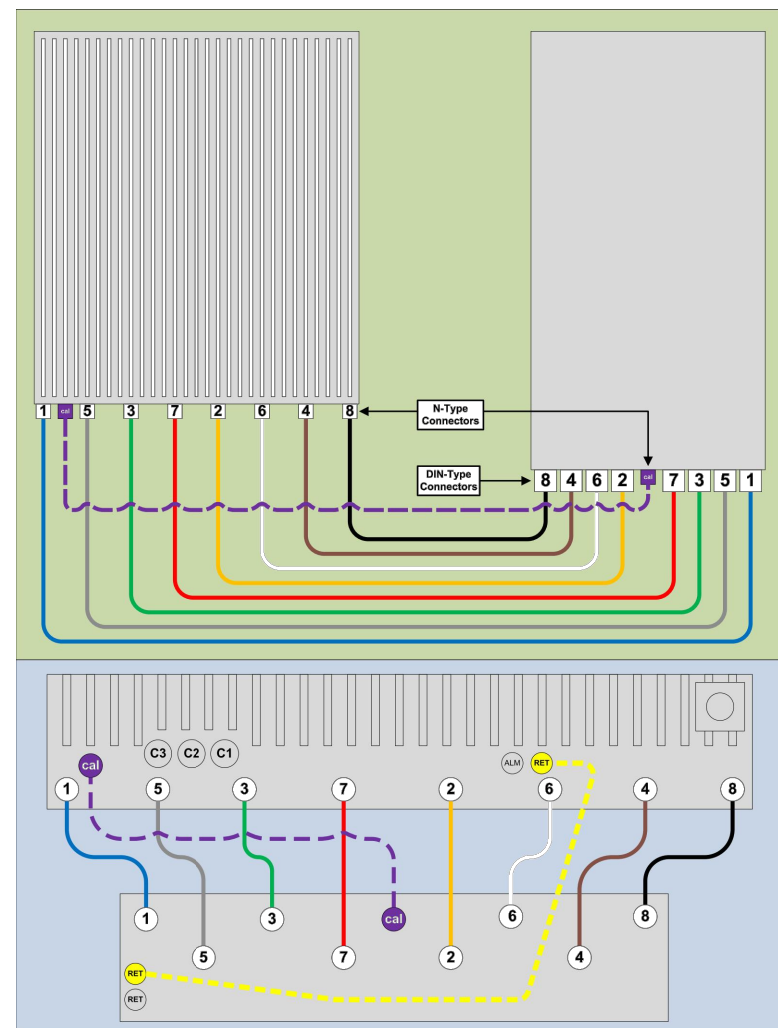 1 cal 5 3 7 2 6 4 8
N-Type
Connectors
DIN-Type
Connectors
8 4 6 2 cal 7 3 5 1
C3 C2 C1
cal
ALM RET
1 5 3 7 2 6 4 8
1 3 cal 6 8
5 7 2 4
RET
RET